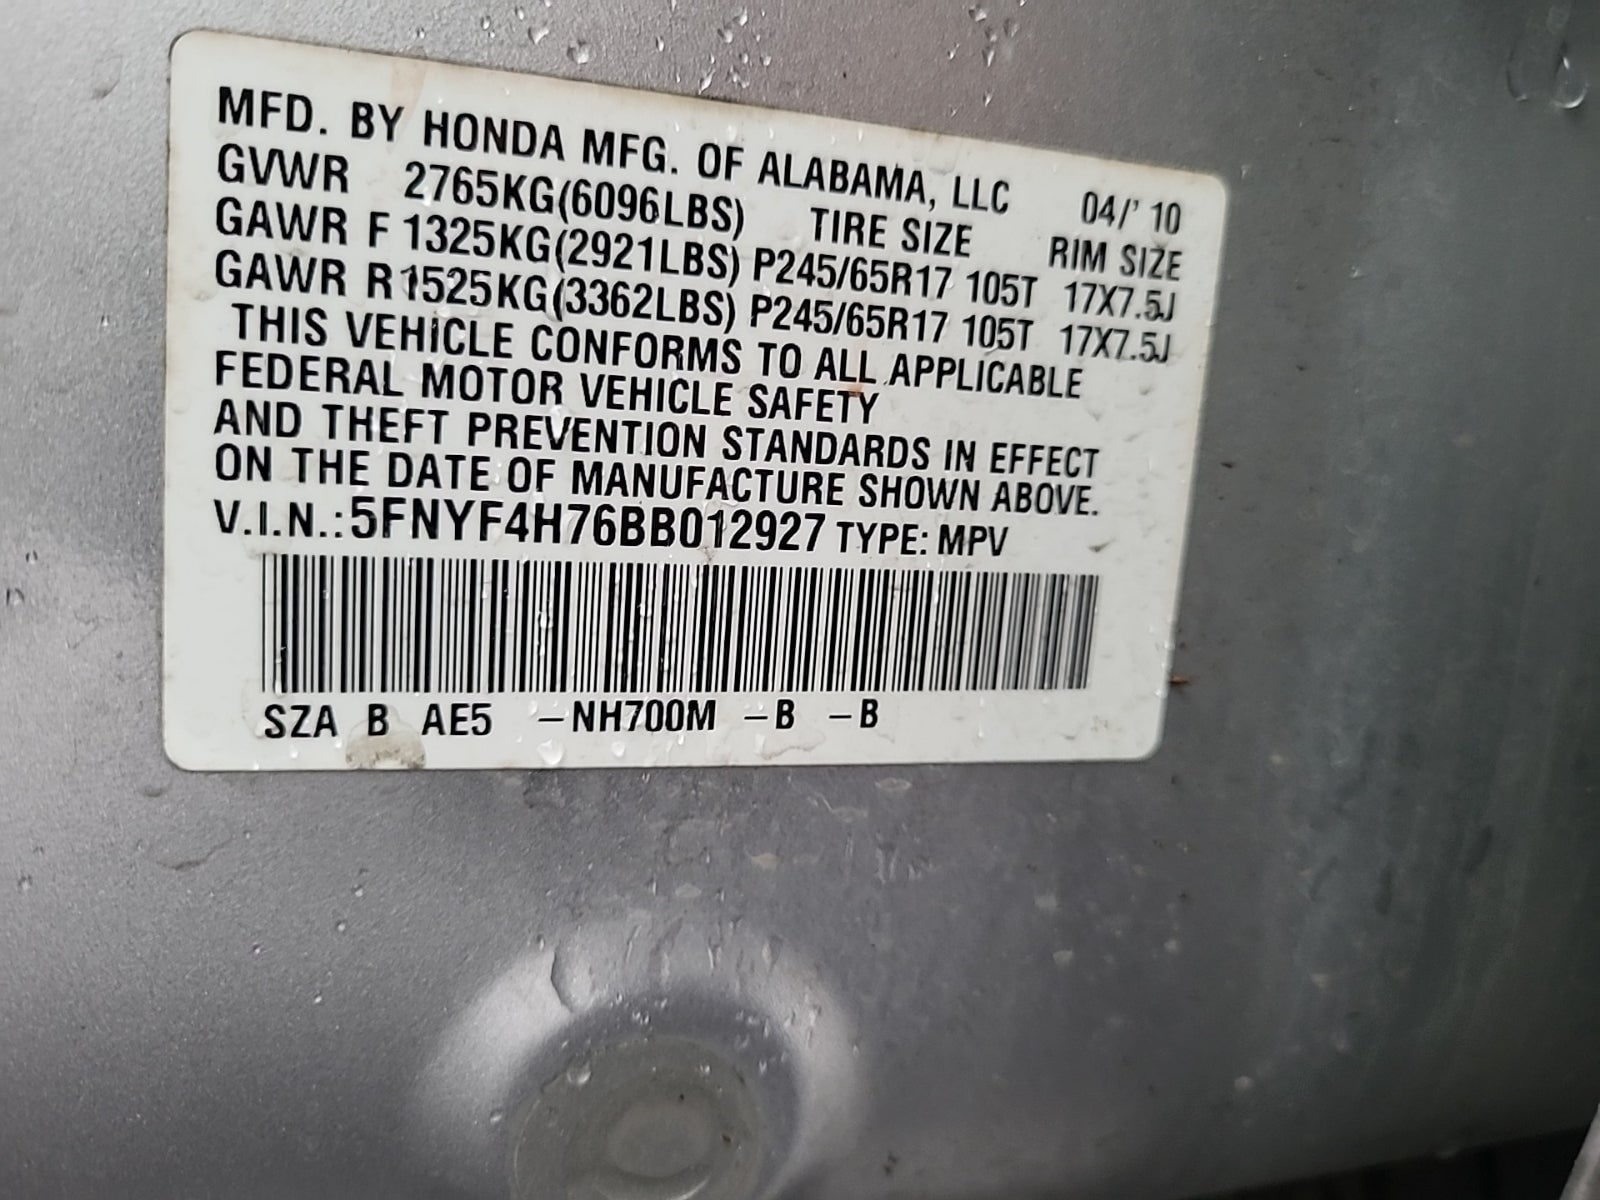 MFD. BY HONDA MFG. OF ALABAMA, LLC 04/' 10
GVWR 2765KG(6096LBS) TIRE SIZE RIM SIZE
GAWR F 1325KG(2921LBS) P245/65R17 105T 17X7.5J
GAWR R 1525KG(3362LBS) P245/65R17 105T 17X7.5J
THIS VEHICLE CONFORMS TO ALL APPLICABLE
FEDERAL MOTOR VEHICLE SAFETY
AND THEFT PREVENTION STANDARDS IN EFFECT
ON THE DATE OF MANUFACTURE SHOWN ABOVE.
V.I.N.:5FNYF4H76BB012927 TYPE: MPV
SZA B AE5 –NH700M –B –B